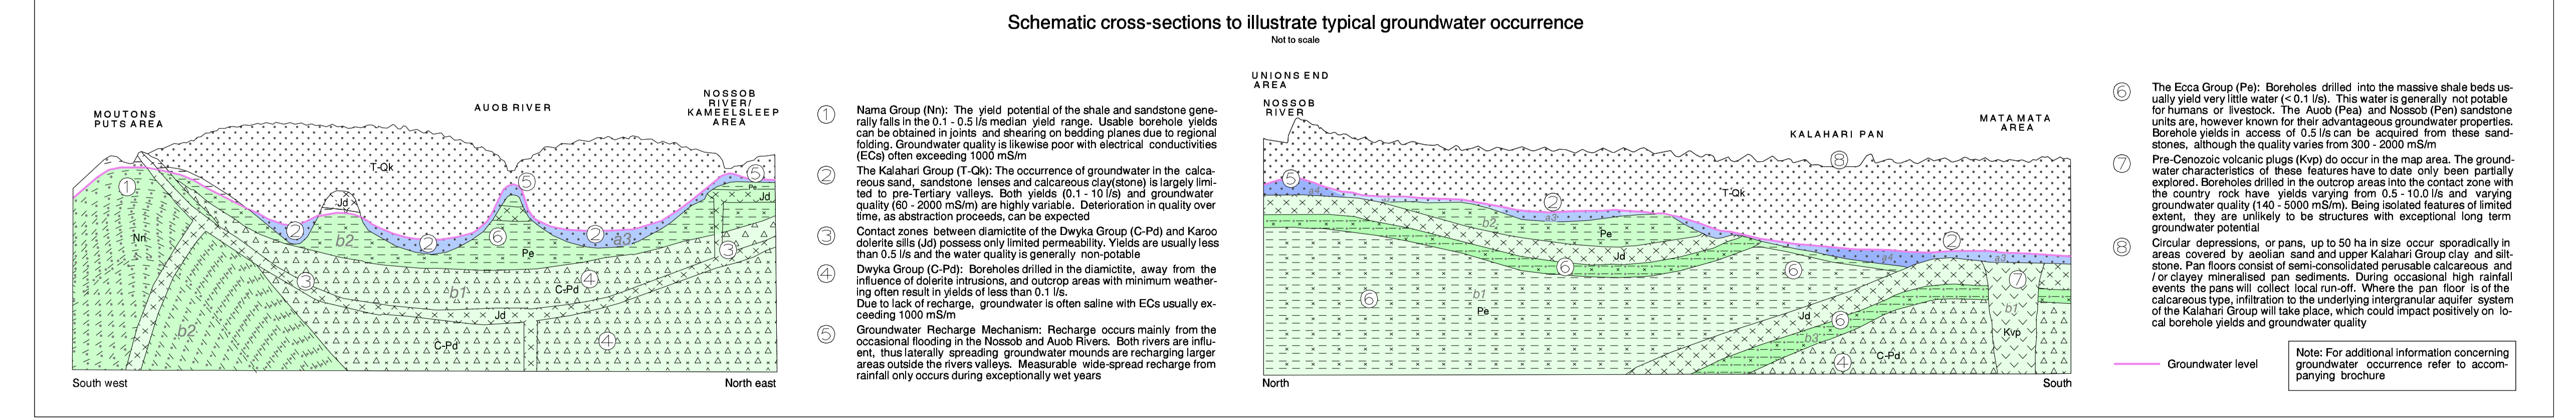 Schematic cross-sections to illustrate typical groundwater occurrence
Not to scale
MOUTONS
PUTS AREA
AUOB RIVER
NOSSOB
RIVER/
KAMEELSLEEP
AREA
T-Qk
Jd
Nn
b2
b2
a3
Pe
b1
C-Pd
Jd
C-Pd
Pe
Jd
1
2
2
2
3
3
4
4
5
5
6
South west
North east
1
Nama Group (Nn): The yield potential of the shale and sandstone gene-
rally falls in the 0.1 - 0.5 l/s median yield range. Usable borehole yields
can be obtained in joints and shearing on bedding planes due to regional
folding. Groundwater quality is likewise poor with electrical conductivities
(ECs) often exceeding 1000 mS/m
2
The Kalahari Group (T-Qk): The occurrence of groundwater in the calca-
reous sand, sandstone lenses and calcareous clay(stone) is largely limi-
ted to pre-Tertiary valleys. Both yields (0.1 - 10 l/s) and groundwater
quality (60 - 2000 mS/m) are highly variable. Deterioration in quality over
time, as abstraction proceeds, can be expected
3
Contact zones between diamictite of the Dwyka Group (C-Pd) and Karoo
dolerite sills (Jd) possess only limited permeability. Yields are usually less
than 0.5 l/s and the water quality is generally non-potable
4
Dwyka Group (C-Pd): Boreholes drilled in the diamictite, away from the
influence of dolerite intrusions, and outcrop areas with minimum weather-
ing often result in yields of less than 0.1 l/s.
Due to lack of recharge, groundwater is often saline with ECs usually ex-
ceeding 1000 mS/m
5
Groundwater Recharge Mechanism: Recharge occurs mainly from the
occasional flooding in the Nossob and Auob Rivers. Both rivers are influ-
ent, thus laterally spreading groundwater mounds are recharging larger
areas outside the rivers valleys. Measurable wide-spread recharge from
rainfall only occurs during exceptionally wet years
UNIONS END
AREA
NOSSOB
RIVER
KALAHARI PAN
MATA MATA
AREA
T-Qk
a4
a3
b2
Pe
Jd
b1
Pe
a4
a3
Jd
b3
C-Pd
b1
Kvp
5
2
8
2
6
6
6
6
7
4
North
South
6
The Ecca Group (Pe): Boreholes drilled into the massive shale beds us-
ually yield very little water (< 0.1 l/s). This water is generally not potable
for humans or livestock. The Auob (Pea) and Nossob (Pen) sandstone
units are, however known for their advantageous groundwater properties.
Borehole yields in access of 0.5 l/s can be acquired from these sand-
stones, although the quality varies from 300 - 2000 mS/m
7
Pre-Cenozoic volcanic plugs (Kvp) do occur in the map area. The ground-
water characteristics of these features have to date only been partially
explored. Boreholes drilled in the outcrop areas into the contact zone with
the country rock have yields varying from 0.5 - 10.0 l/s and varying
groundwater quality (140 - 5000 mS/m). Being isolated features of limited
extent, they are unlikely to be structures with exceptional long term
groundwater potential
8
Circular depressions, or pans, up to 50 ha in size occur sporadically in
areas covered by aeolian sand and upper Kalahari Group clay and silt-
stone. Pan floors consist of semi-consolidated perusable calcareous and
/ or clayey mineralised pan sediments. During occasional high rainfall
events the pans will collect local run-off. Where the pan floor is of the
calcareous type, infiltration to the underlying intergranular aquifer system
of the Kalahari Group will take place, which could impact positively on lo-
cal borehole yields and groundwater quality
Groundwater level
Note: For additional information concerning
groundwater occurrence refer to accom-
panying brochure